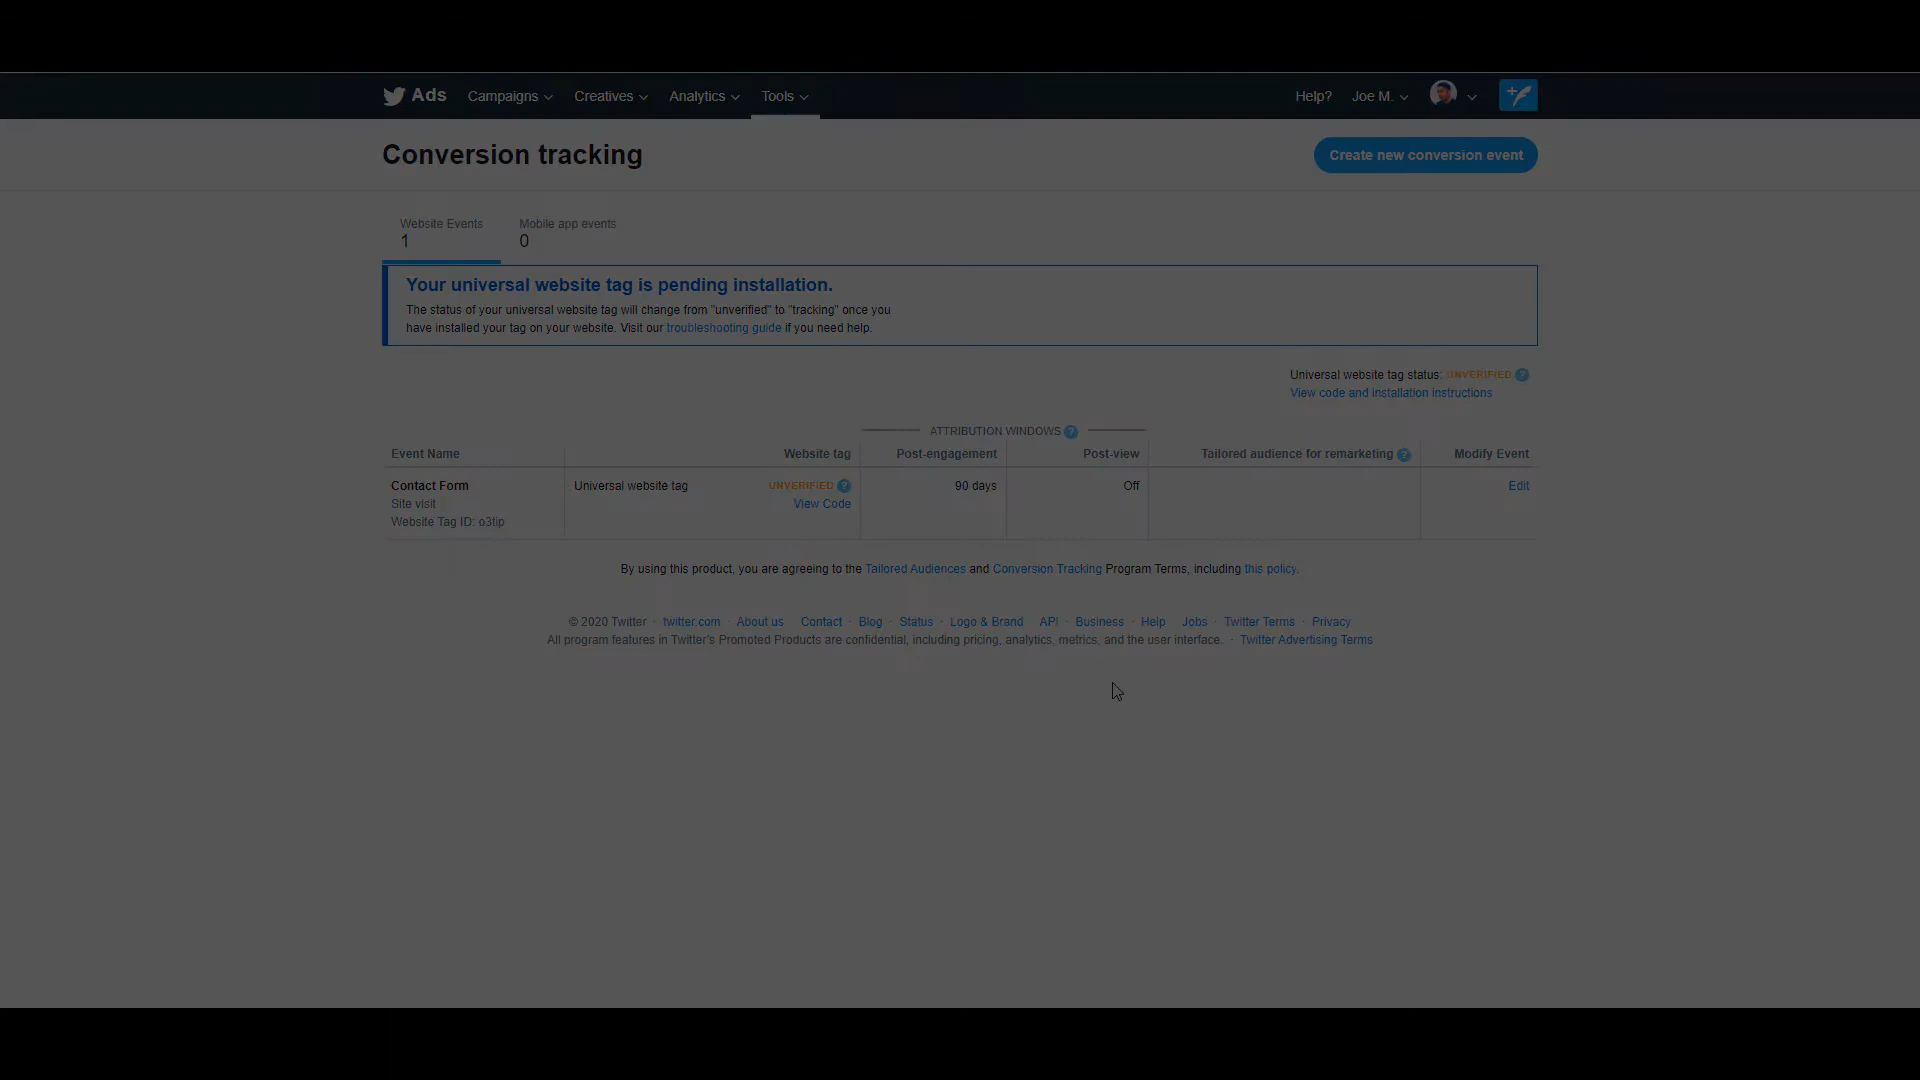 Ads Campaigns Creatives Analytics Tools Help? Joe M.
Conversion tracking
Create new conversion event
Website Events
1
Mobile app events
0
Your universal website tag is pending installation.
The status of your universal website tag will change from "unverified" to "tracking" once you
have installed your tag on your website. Visit our troubleshooting guide if you need help.
Universal website tag status: UNVERIFIED ?
View code and installation instructions
ATTRIBUTION WINDOWS ?
Event Name Website tag Post-engagement Post-view Tailored audience for remarketing ? Modify Event
Contact Form Universal website tag UNVERIFIED ? 90 days Off Edit
Site visit View Code
Website Tag ID: o3tip
By using this product, you are agreeing to the Tailored Audiences and Conversion Tracking Program Terms, including this policy.
© 2020 Twitter · twitter.com · About us Contact · Blog · Status · Logo & Brand API · Business · Help Jobs · Twitter Terms · Privacy
All program features in Twitter's Promoted Products are confidential, including pricing, analytics, metrics, and the user interface. · Twitter Advertising Terms